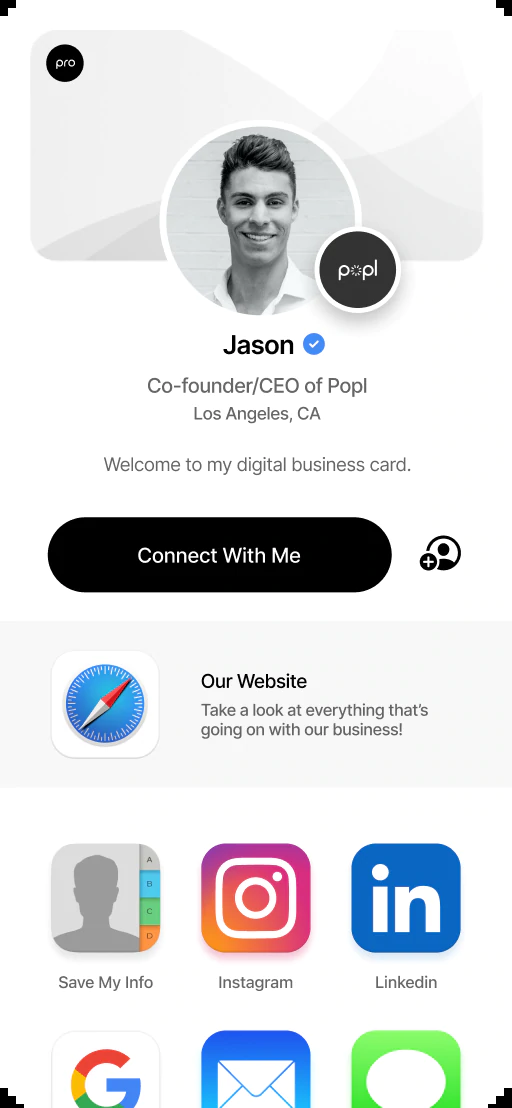 pro
popl
Jason
Co-founder/CEO of Popl
Los Angeles, CA
Welcome to my digital business card.
Connect With Me
Our Website
Take a look at everything that's
going on with our business!
A
B
C
D
in
Save My Info
Instagram
Linkedin
G